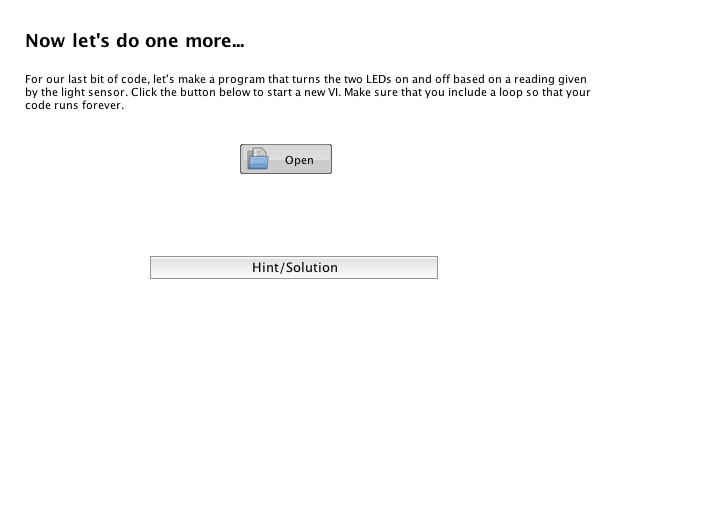 Now let's do one more...
For our last bit of code, let's make a program that turns the two LEDs on and off based on a reading given
by the light sensor. Click the button below to start a new VI. Make sure that you include a loop so that your
code runs forever.
Open
Hint/Solution